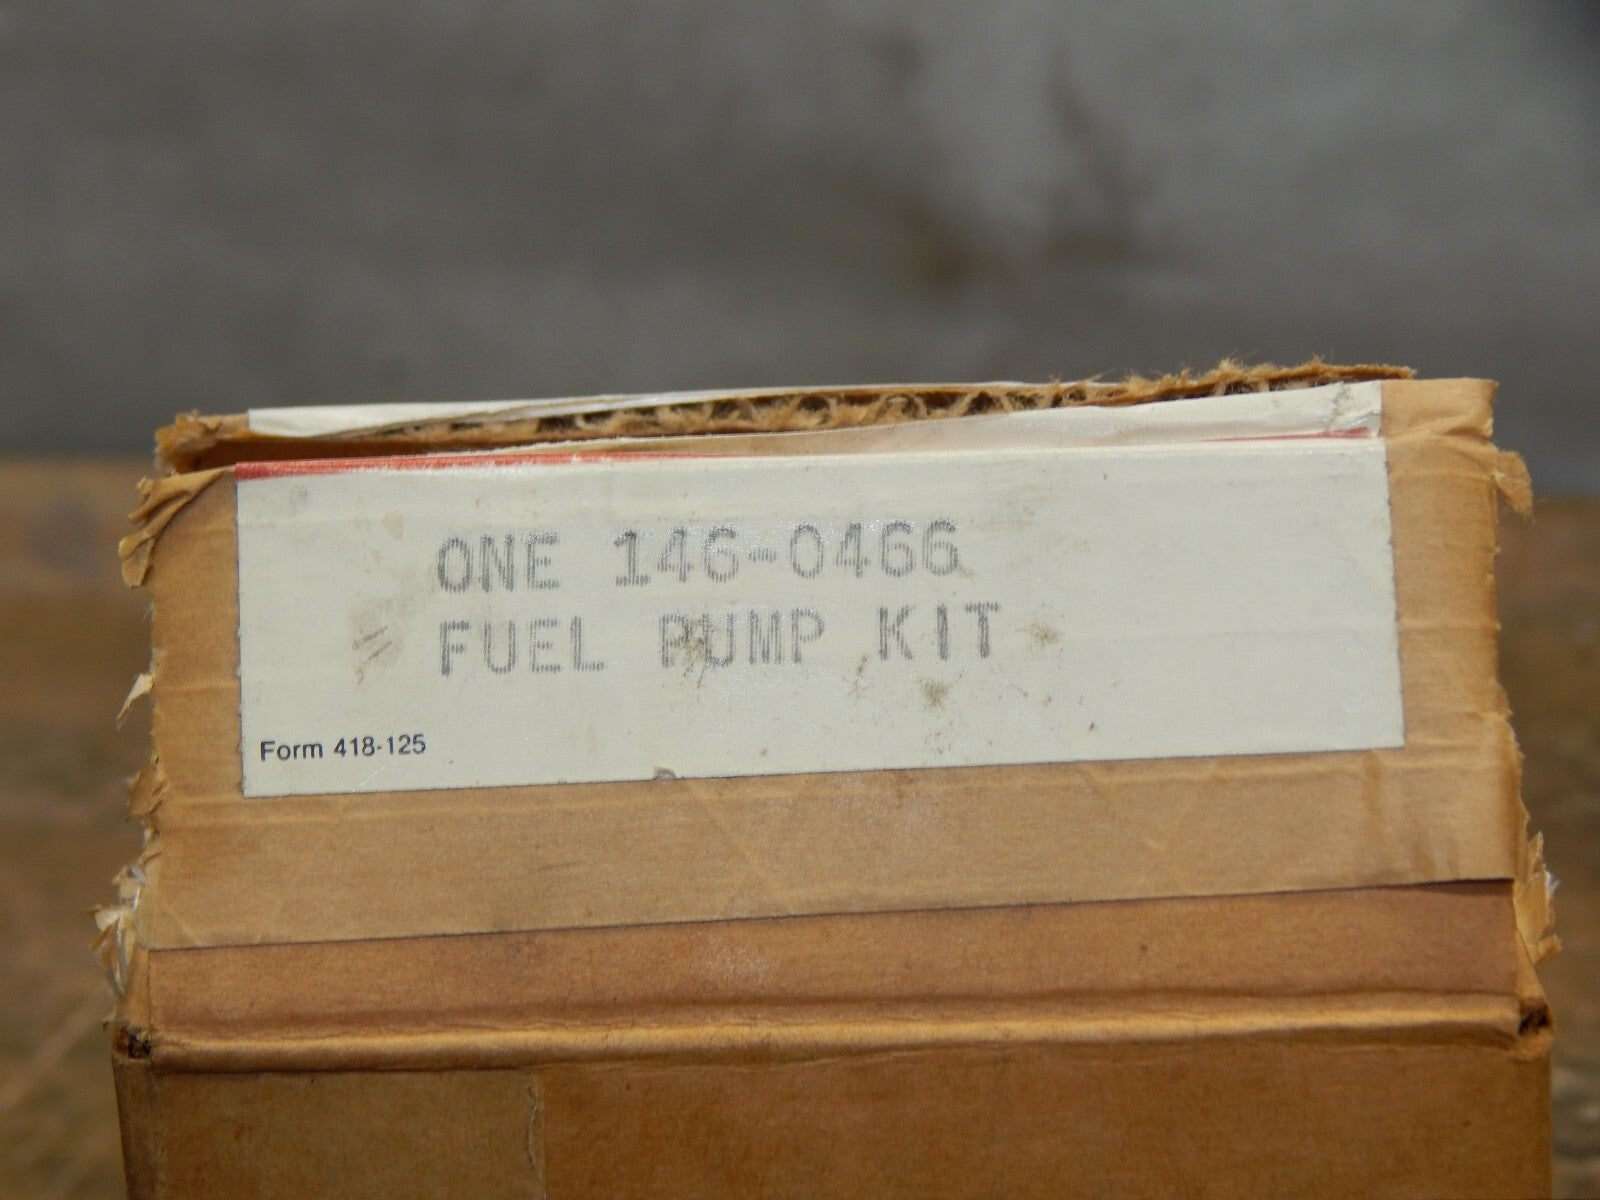 ONE 146-0466
FUEL PUMP KIT
Form 418-125